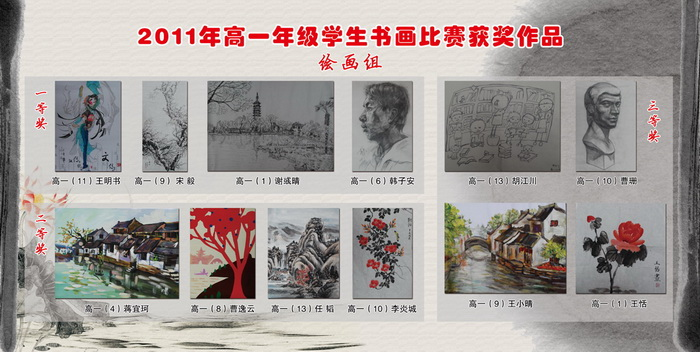 2011年高一年级学生书画比赛获奖作品
绘画组
一等奖
高一（11）王明书
高一（9）宋 毅
高一（1）谢彧晴
高一（6）韩子安
二等奖
高一（4）蒋宜珂
高一（8）曹逸云
高一（13）任 韬
高一（10）李炎城
三等奖
高一（13）胡江川
高一（10）曹珊
高一（9）王小晴
高一（1）王恬